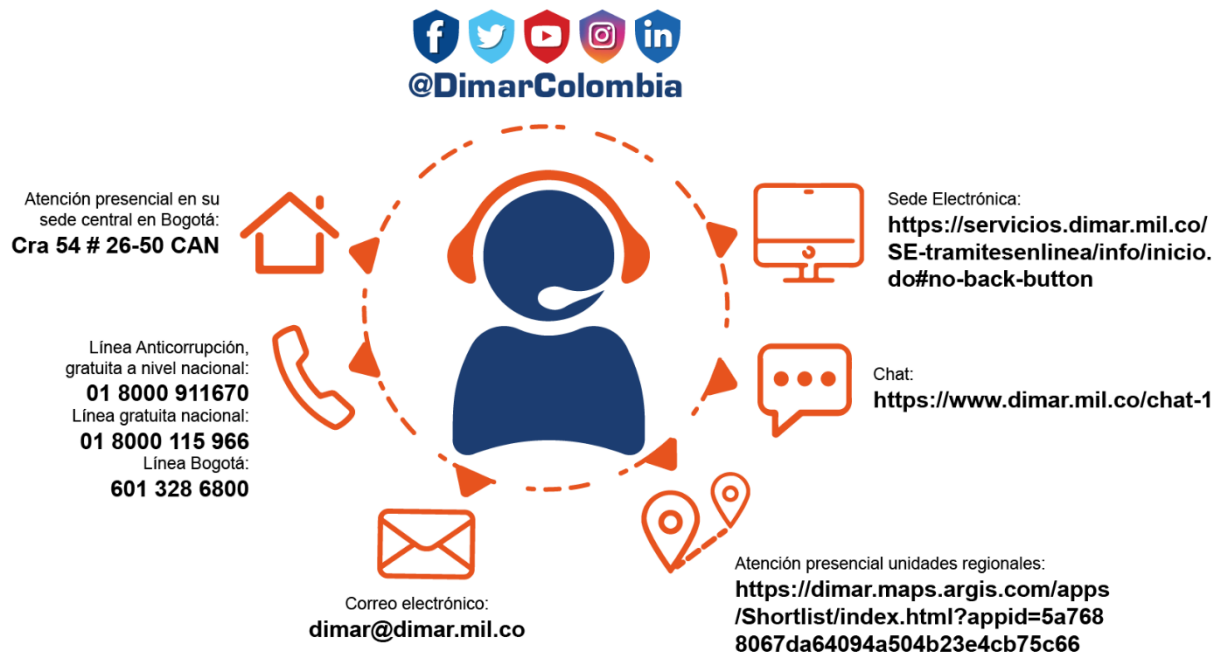 @DimarColombia
Atención presencial en su
sede central en Bogotá:
Cra 54 # 26-50 CAN
Línea Anticorrupción,
gratuita a nivel nacional:
01 8000 911670
Línea gratuita nacional:
01 8000 115 966
Línea Bogotá:
601 328 6800
Correo electrónico:
dimar@dimar.mil.co
Sede Electrónica:
https://servicios.dimar.mil.co/
SE-tramitesenlinea/info/inicio.
do#no-back-button
Chat:
https://www.dimar.mil.co/chat-1
Atención presencial unidades regionales:
https://dimar.maps.argis.com/apps
/Shortlist/index.html?appid=5a768
8067da64094a504b23e4cb75c66